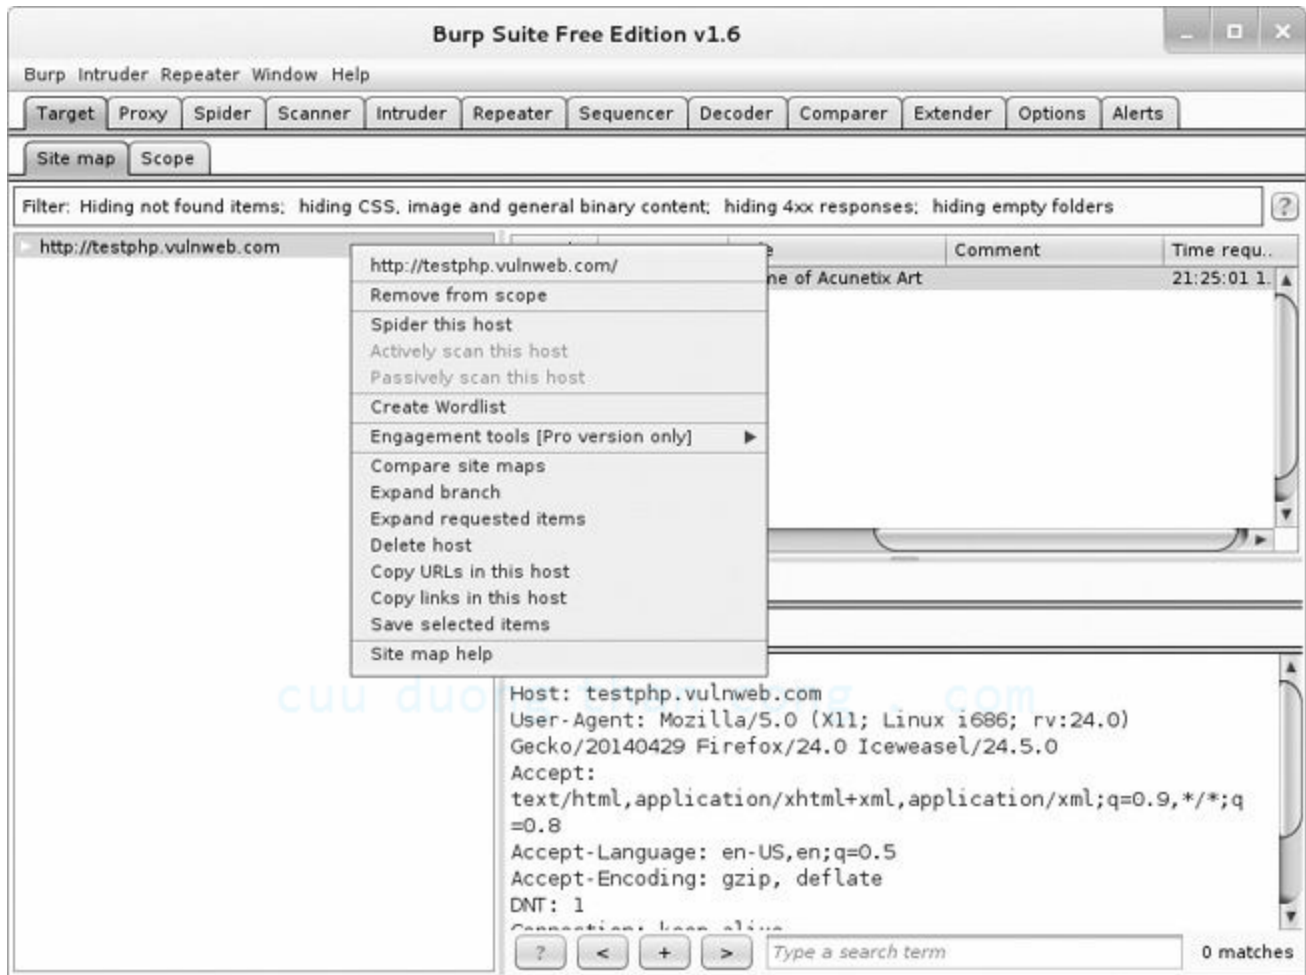 Burp Suite Free Edition v1.6
Burp Intruder Repeater Window Help
Target Proxy Spider Scanner Intruder Repeater Sequencer Decoder Comparer Extender Options Alerts
Site map Scope
Filter: Hiding not found items; hiding CSS, image and general binary content; hiding 4xx responses; hiding empty folders ?
http://testphp.vulnweb.com
Comment Time requ..
of Acunetix Art 21:25:01 1.
http://testphp.vulnweb.com/
Remove from scope
Spider this host
Actively scan this host
Passively scan this host
Create Wordlist
Engagement tools [Pro version only]
Compare site maps
Expand branch
Expand requested items
Delete host
Copy URLs in this host
Copy links in this host
Save selected items
Site map help
cuu duong than cong . com
Host: testphp.vulnweb.com
User-Agent: Mozilla/5.0 (X11; Linux i686; rv:24.0)
Gecko/20140429 Firefox/24.0 Iceweasel/24.5.0
Accept:
text/html,application/xhtml+xml,application/xml;q=0.9,*/*;q
=0.8
Accept-Language: en-US,en;q=0.5
Accept-Encoding: gzip, deflate
DNT: 1
Connection: keep-alive
? < + > Type a search term 0 matches